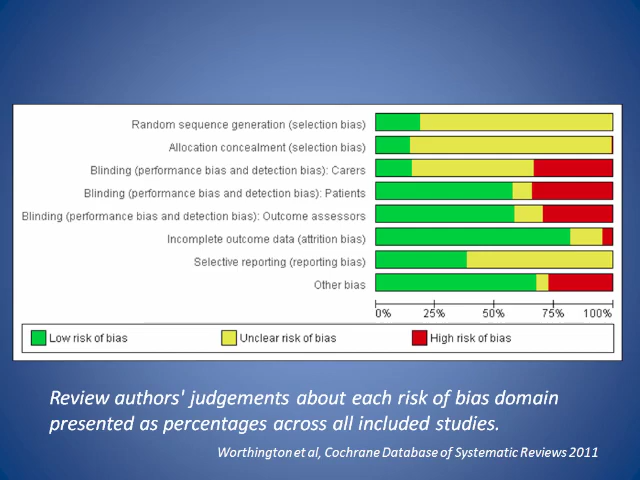 Random sequence generation (selection bias)
Allocation concealment (selection bias)
Blinding (performance bias and detection bias): Carers
Blinding (performance bias and detection bias): Patients
Blinding (performance bias and detection bias): Outcome assessors
Incomplete outcome data (attrition bias)
Selective reporting (reporting bias)
Other bias
0% 25% 50% 75% 100%
Low risk of bias Unclear risk of bias High risk of bias
Review authors' judgements about each risk of bias domain
presented as percentages across all included studies.
Worthington et al, Cochrane Database of Systematic Reviews 2011